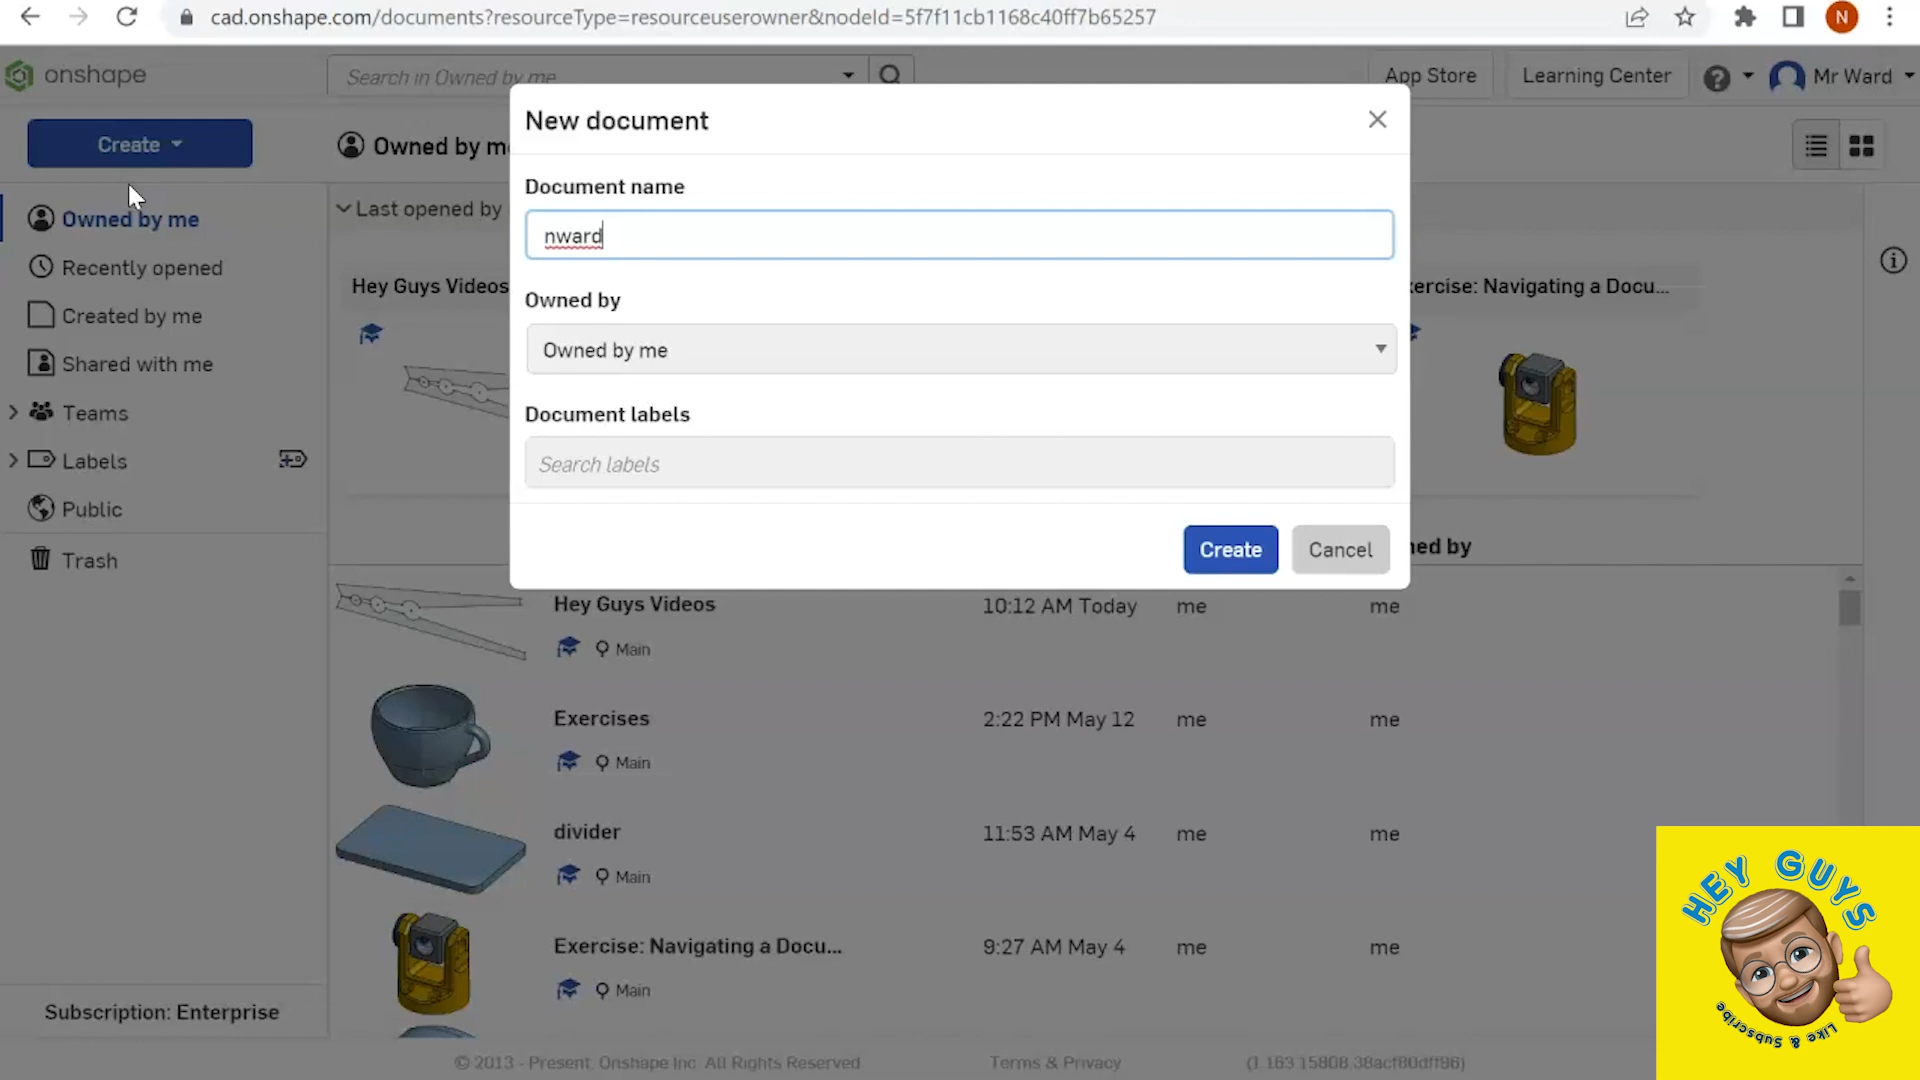 cad.onshape.com/documents?resourceType=resourceuserowner&nodeId=5f7f11cb1168c40ff7b65257
N
onshape
Search in Owned by me
App Store
Learning Center
Mr Ward
Create
Owned by m
New document
Document name
nward
Owned by
Owned by me
Document labels
Search labels
Create
Cancel
Owned by me
Recently opened
Created by me
Shared with me
Teams
Labels
Public
Trash
Subscription: Enterprise
Last opened by
Hey Guys Videos
ercise: Navigating a Docu...
ned by
Hey Guys Videos
10:12 AM Today
me
me
Main
Exercises
2:22 PM May 12
me
me
Main
divider
11:53 AM May 4
me
me
Main
Exercise: Navigating a Docu...
9:27 AM May 4
me
me
Main
© 2013 - Present, Onshape Inc. All Rights Reserved.
Terms & Privacy
(1.163.15808.38acf80dff96)
HEY GUYS
Like & Subscribe